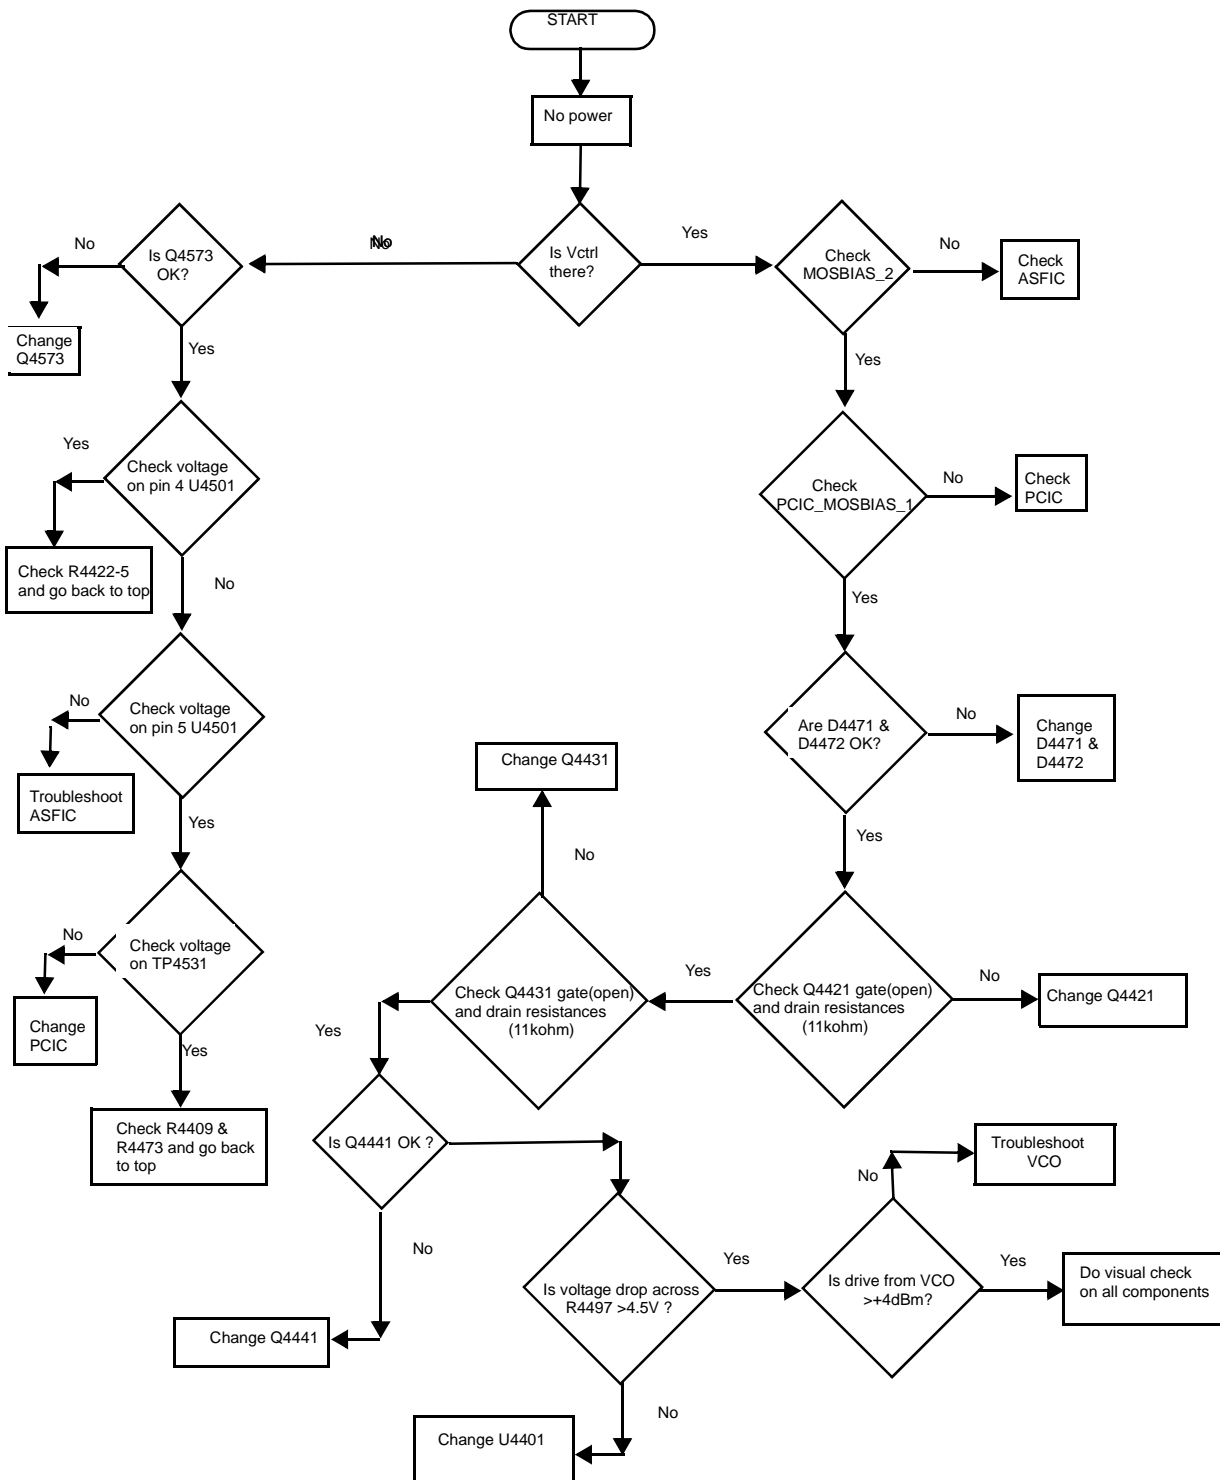 START
No power
Is Vctrl
there?
No
Yes
Is Q4573
OK?
No
Change
Q4573
Yes
Check voltage
on pin 4 U4501
Yes
Check R4422-5
and go back to top
No
Check voltage
on pin 5 U4501
No
Troubleshoot
ASFIC
Yes
Check voltage
on TP4531
No
Change
PCIC
Yes
Check R4409 &
R4473 and go back
to top
Check
MOSBIAS_2
No
Check
ASFIC
Yes
Check
PCIC_MOSBIAS_1
No
Check
PCIC
Yes
Are D4471 &
D4472 OK?
No
Change
D4471 &
D4472
Yes
Check Q4421 gate(open)
and drain resistances
(11kohm)
No
Change Q4421
Yes
Check Q4431 gate(open)
and drain resistances
(11kohm)
No
Change Q4431
Yes
Is Q4441 OK ?
No
Change Q4441
Is voltage drop across
R4497 >4.5V ?
No
Change U4401
Yes
Is drive from VCO
>+4dBm?
No
Troubleshoot
VCO
Yes
Do visual check
on all components